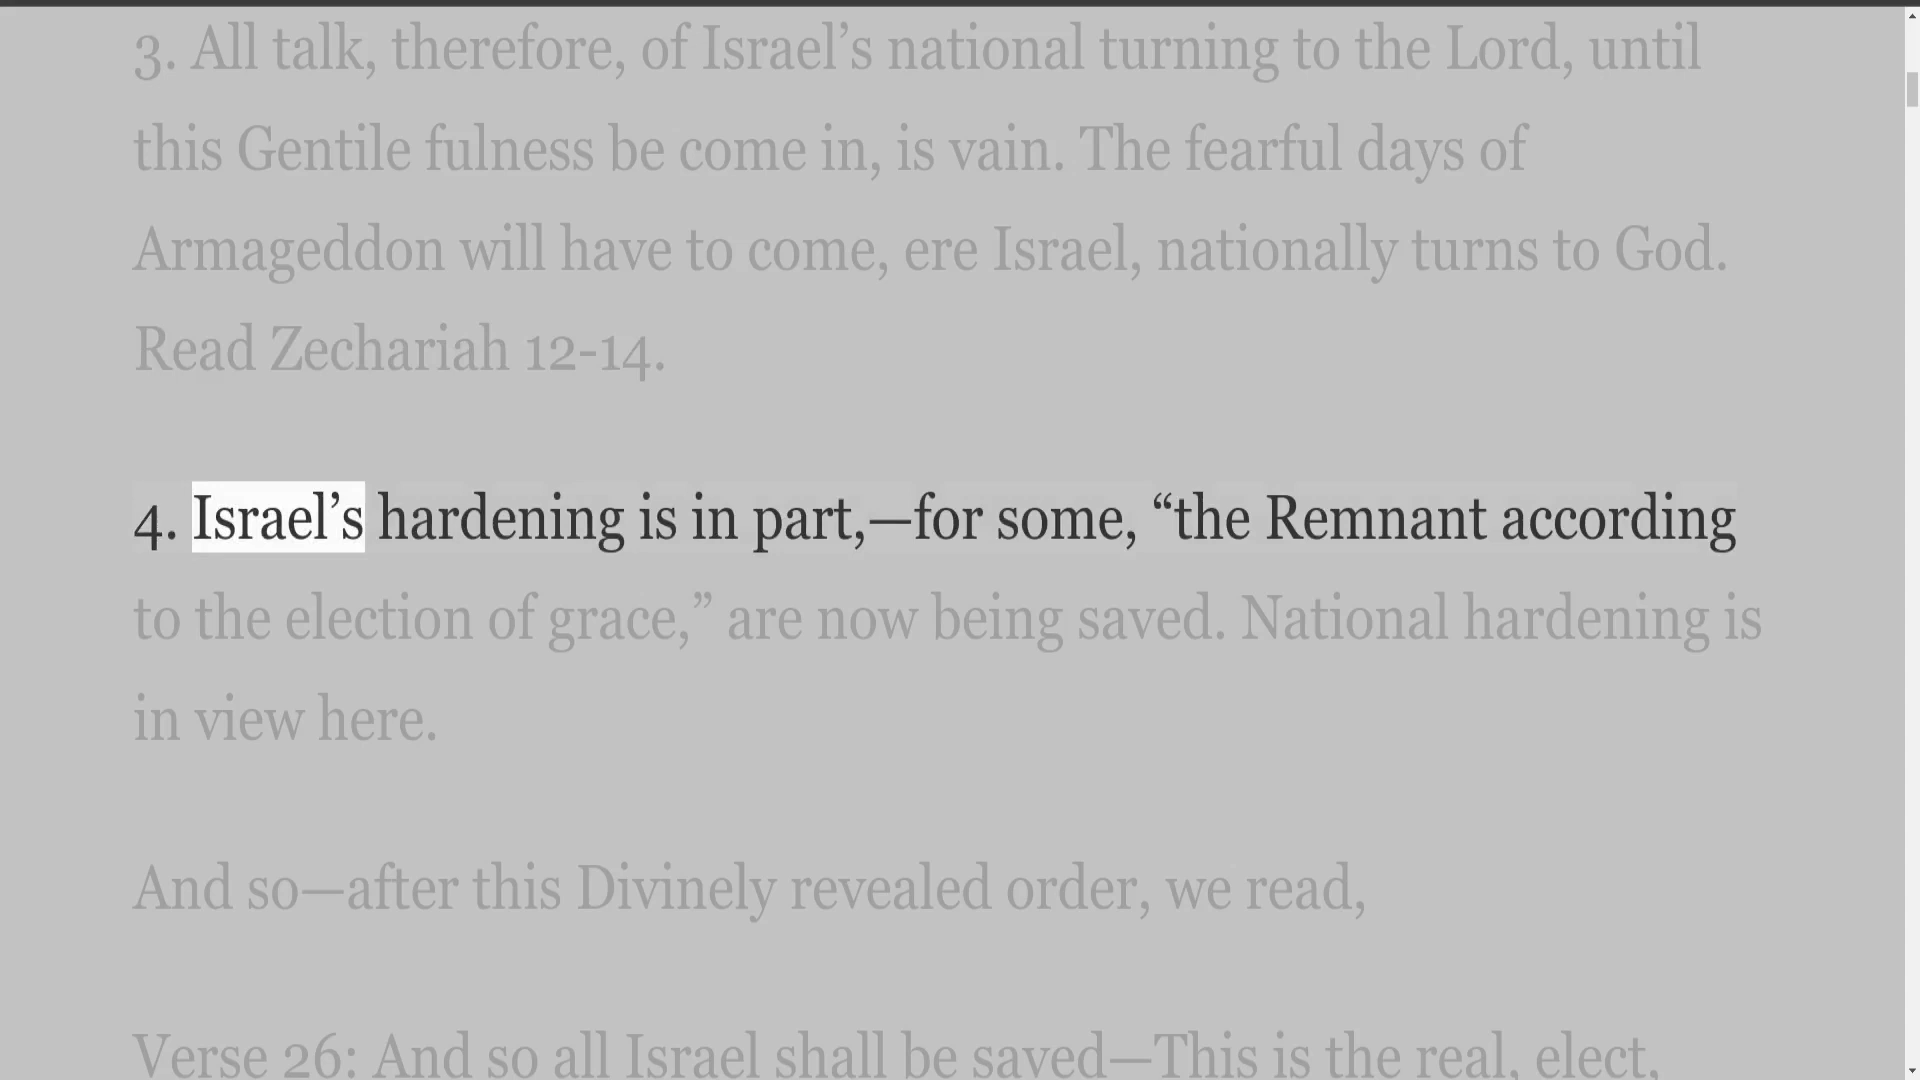 3. All talk, therefore, of Israel’s national turning to the Lord, until
this Gentile fulness be come in, is vain. The fearful days of
Armageddon will have to come, ere Israel, nationally turns to God.
Read Zechariah 12-14.
4. Israel’s hardening is in part,—for some, “the Remnant according
to the election of grace,” are now being saved. National hardening is
in view here.
And so—after this Divinely revealed order, we read,
Verse 26: And so all Israel shall be saved—This is the real, elect,